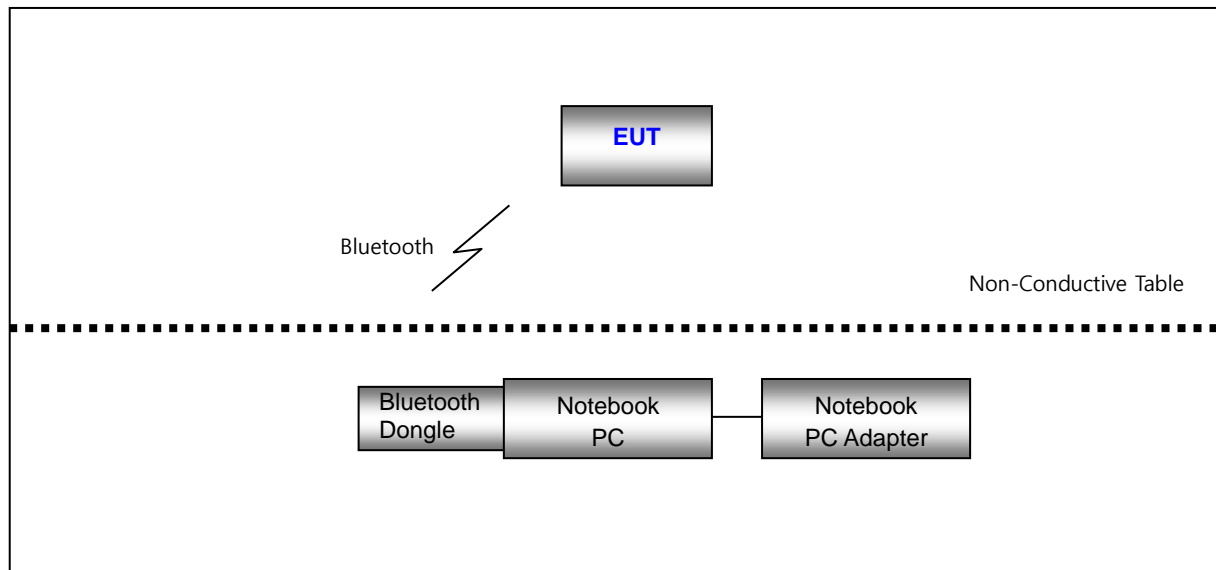 EUT
Bluetooth
Non-Conductive Table
Bluetooth
Dongle
Notebook
PC
Notebook
PC Adapter